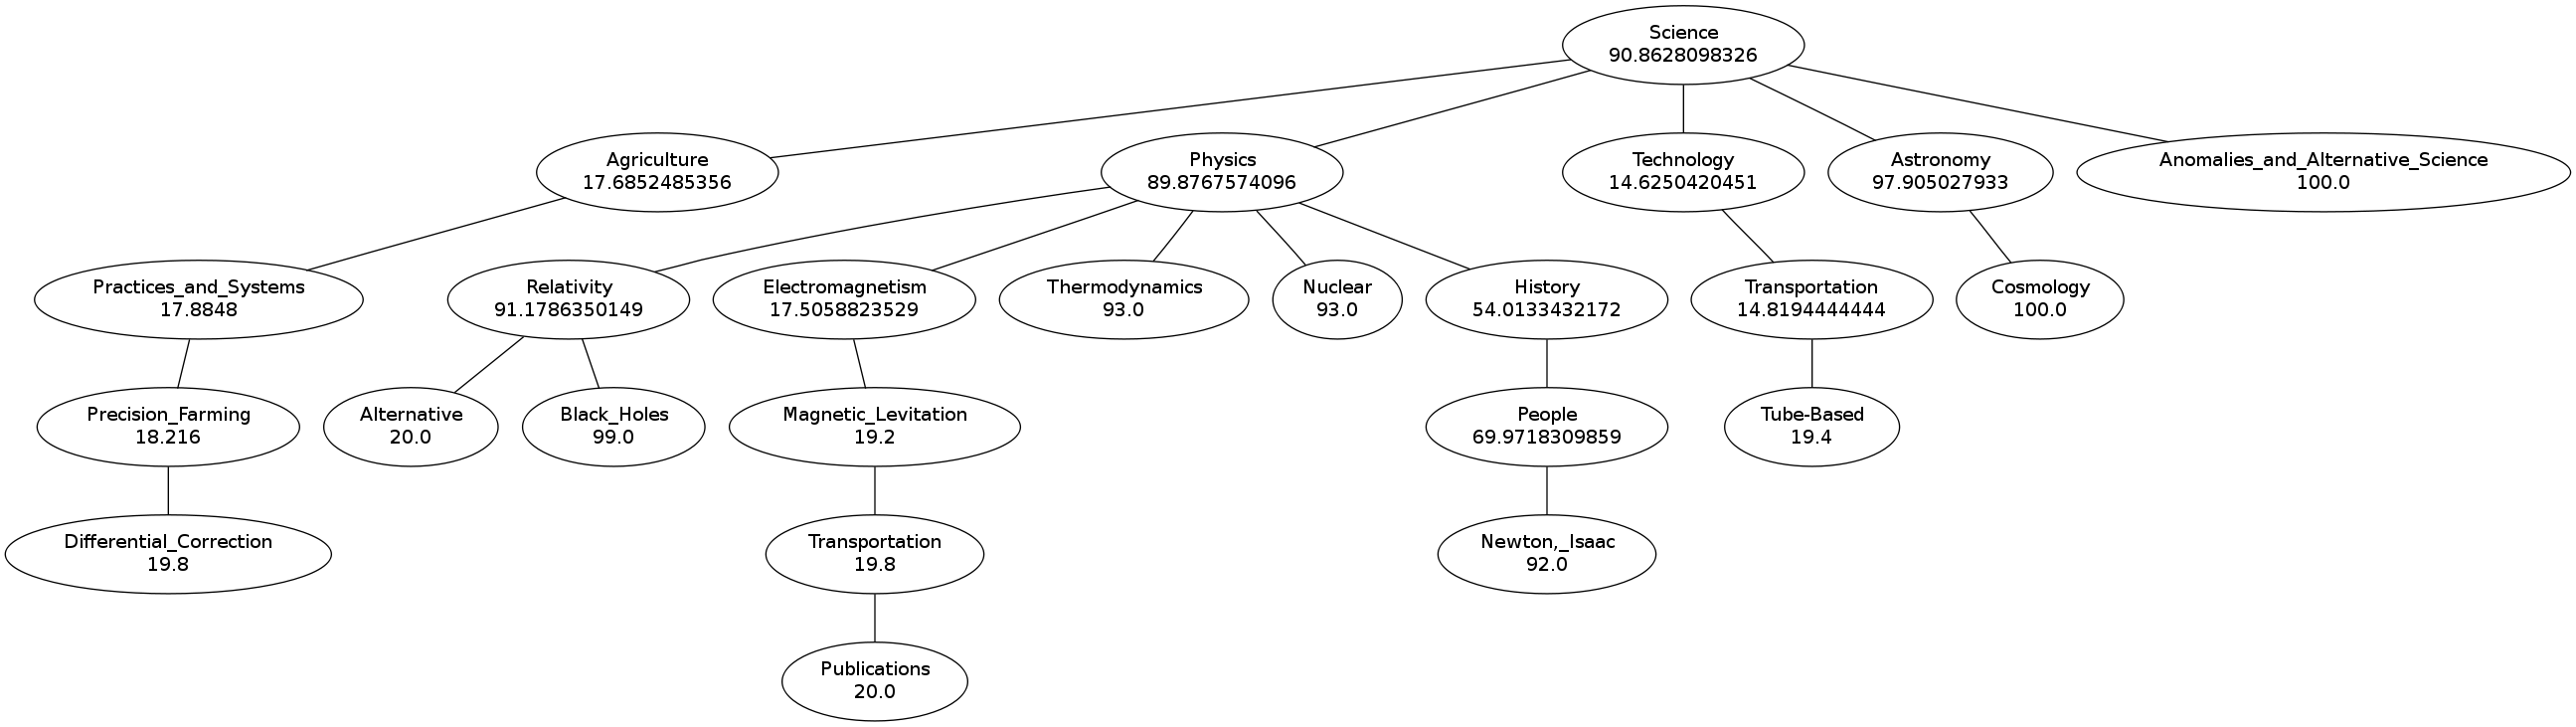 Science
90.8628098326
Agriculture
17.6852485356
Physics
89.8767574096
Technology
14.6250420451
Astronomy
97.905027933
Anomalies_and_Alternative_Science
100.0
Practices_and_Systems
17.8848
Relativity
91.1786350149
Electromagnetism
17.5058823529
Thermodynamics
93.0
Nuclear
93.0
History
54.0133432172
Transportation
14.8194444444
Cosmology
100.0
Precision_Farming
18.216
Alternative
20.0
Black_Holes
99.0
Magnetic_Levitation
19.2
People
69.9718309859
Tube-Based
19.4
Differential_Correction
19.8
Transportation
19.8
Newton,_Isaac
92.0
Publications
20.0